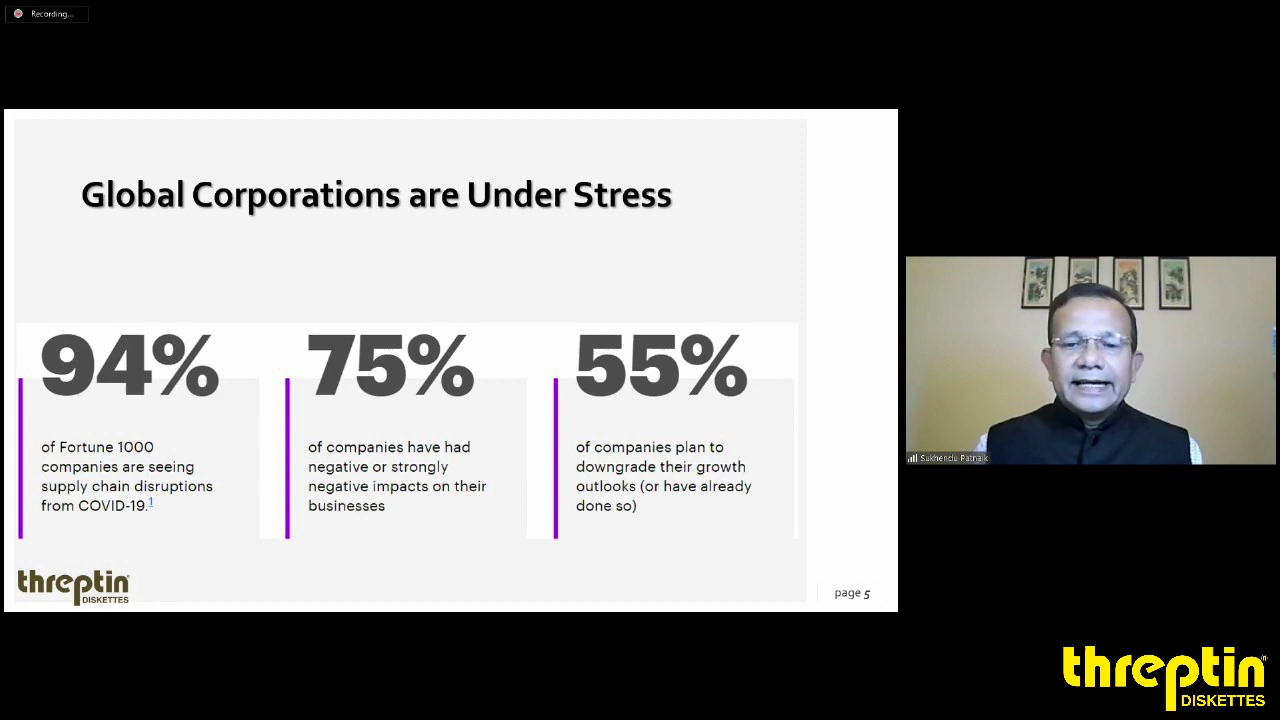 Recording...
Global Corporations are Under Stress
94%
of Fortune 1000
companies are seeing
supply chain disruptions
from COVID-19.1
75%
of companies have had
negative or strongly
negative impacts on their
businesses
55%
of companies plan to
downgrade their growth
outlooks (or have already
done so)
threptin
DISKETTES
page 5
Sukhendu Patnaik
threptin
DISKETTES